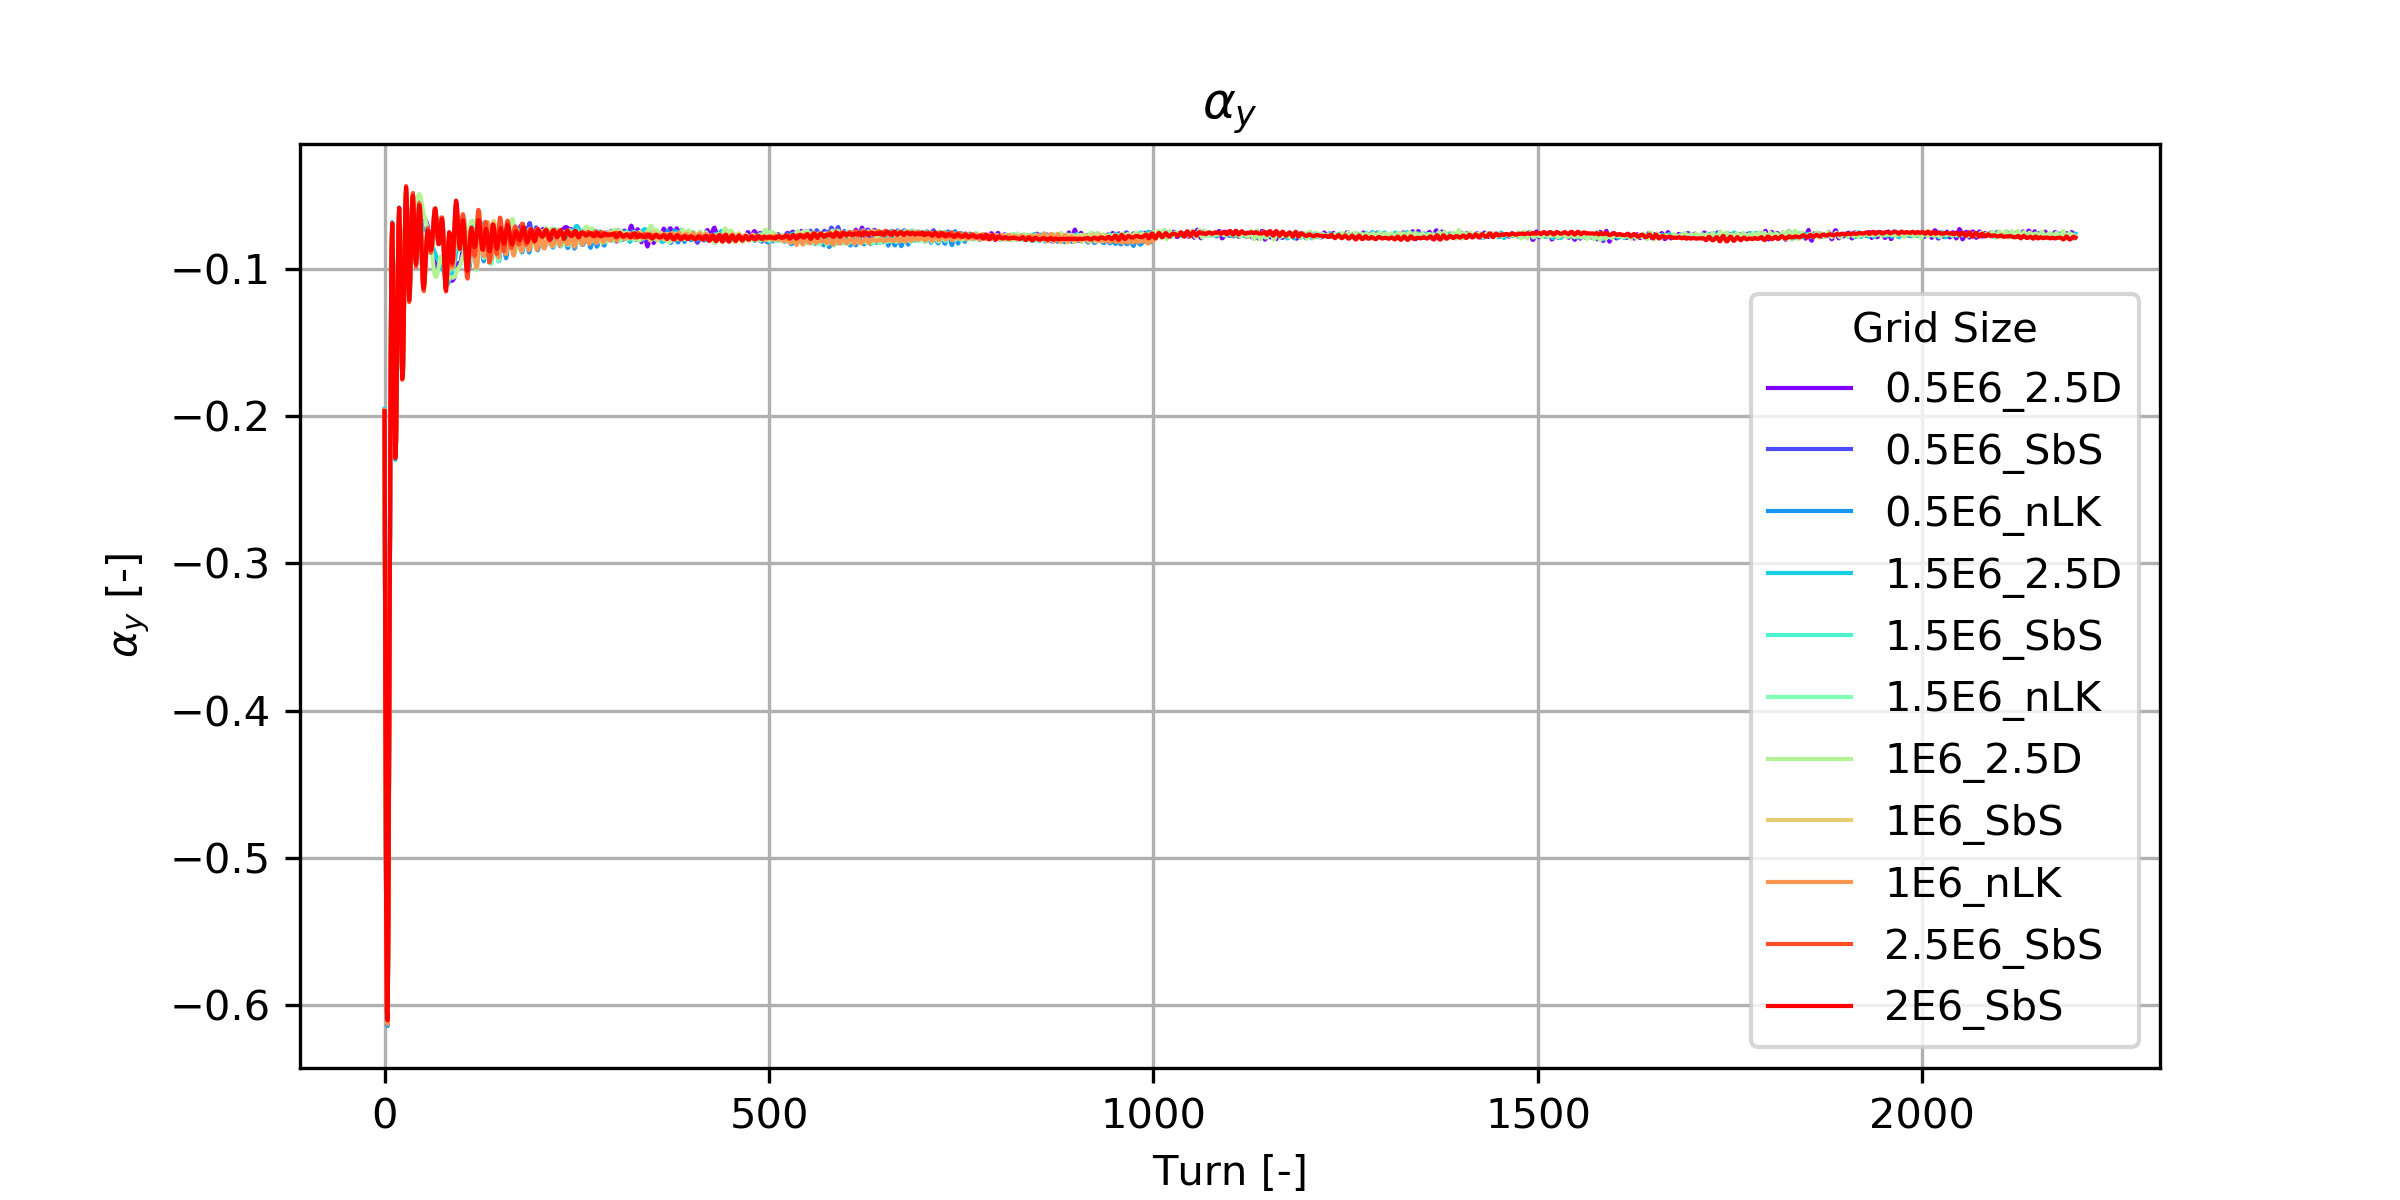 αy
−0.1
−0.2
−0.3
−0.4
−0.5
−0.6
αy [-]
0 500 1000 1500 2000
Turn [-]
Grid Size
0.5E6_2.5D
0.5E6_SbS
0.5E6_nLK
1.5E6_2.5D
1.5E6_SbS
1.5E6_nLK
1E6_2.5D
1E6_SbS
1E6_nLK
2.5E6_SbS
2E6_SbS